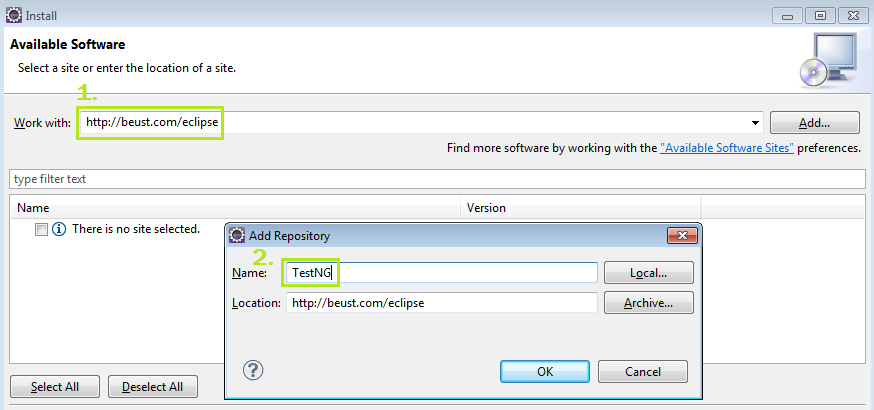 Install
Available Software
Select a site or enter the location of a site.
1.
Work with: http://beust.com/eclipse Add...
Find more software by working with the "Available Software Sites" preferences.
type filter text
Name Version
There is no site selected.
Add Repository
2.
Name: TestNG Local...
Location: http://beust.com/eclipse Archive...
? OK Cancel
Select All Deselect All